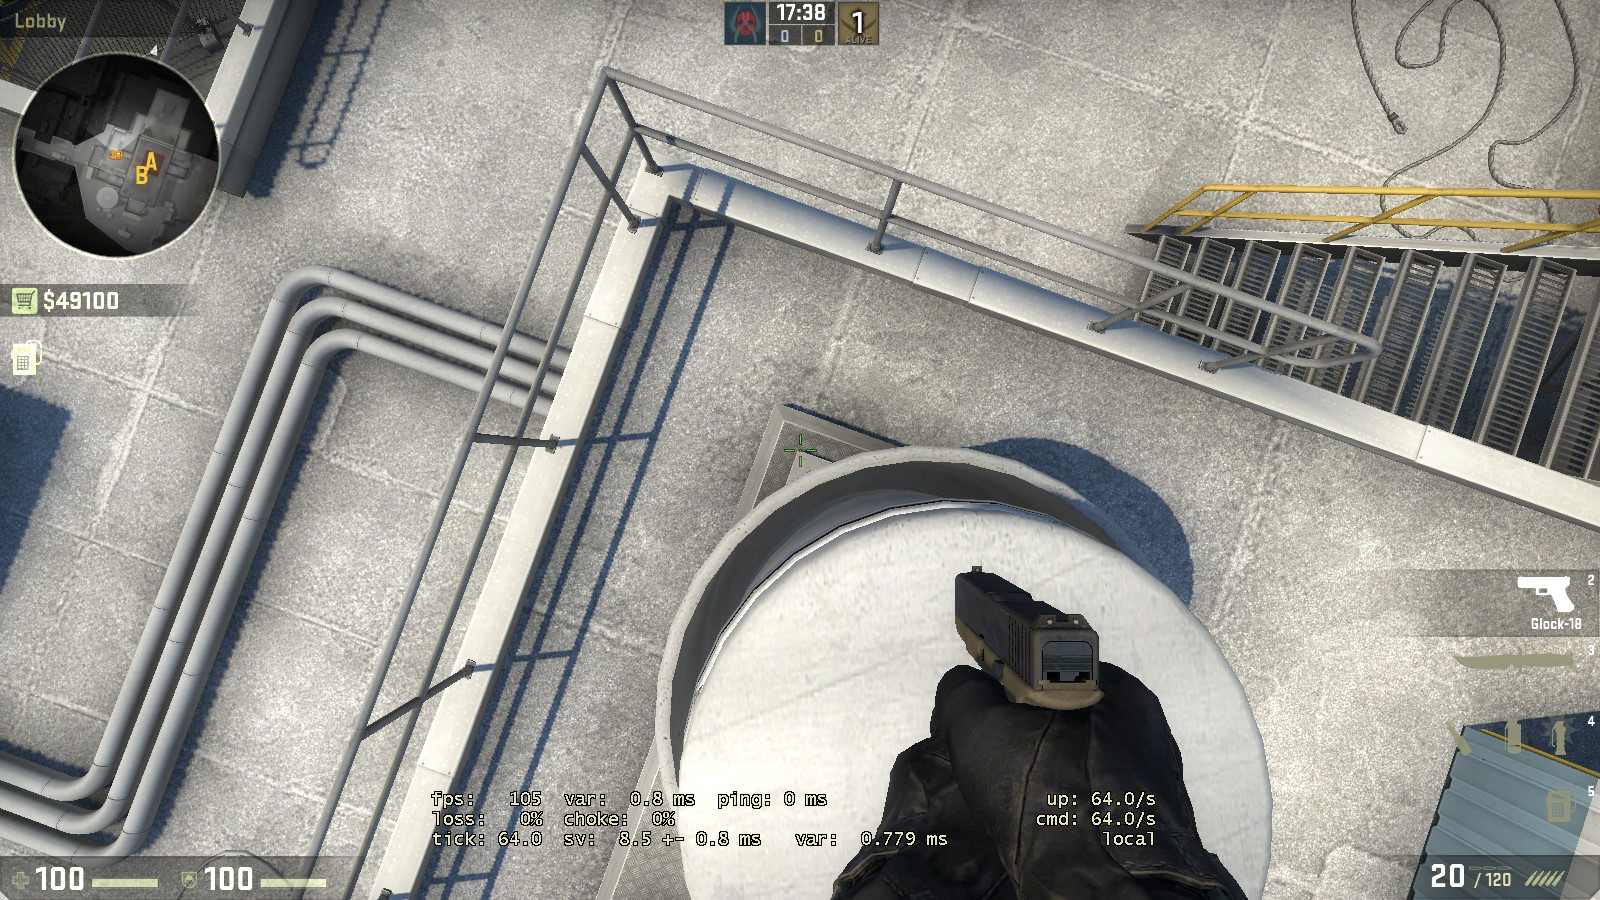 Lobby
17:38
0 0
1
ALIVE
A
B
$49100
2
Glock-18
3
4
5
fps: 105 var: 0.8 ms ping: 0 ms
up: 64.0/s
loss: 0% choke: 0%
cmd: 64.0/s
tick: 64.0 sv: 8.5 +- 0.8 ms var: 0.779 ms
local
100
100
20 / 120